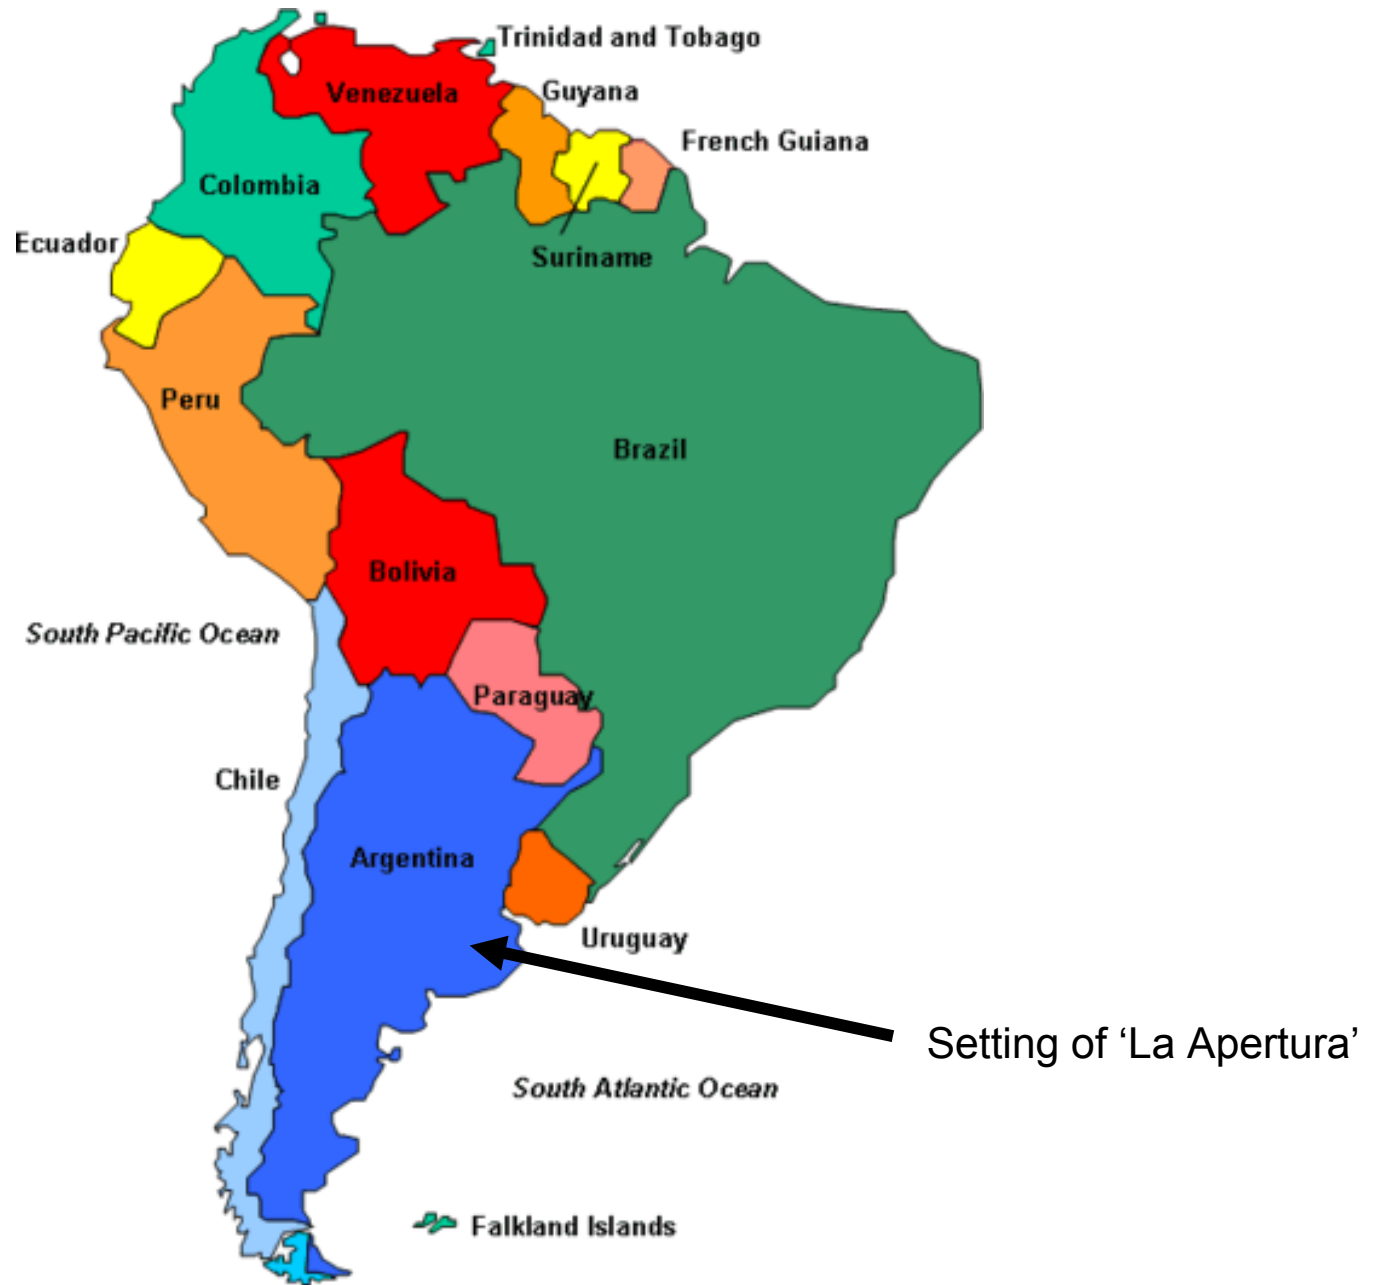 Trinidad and Tobago
Venezuela
Guyana
French Guiana
Colombia
Ecuador
Suriname
Peru
Brazil
Bolivia
South Pacific Ocean
Paraguay
Chile
Argentina
Uruguay
Setting of ‘La Apertura’
South Atlantic Ocean
Falkland Islands